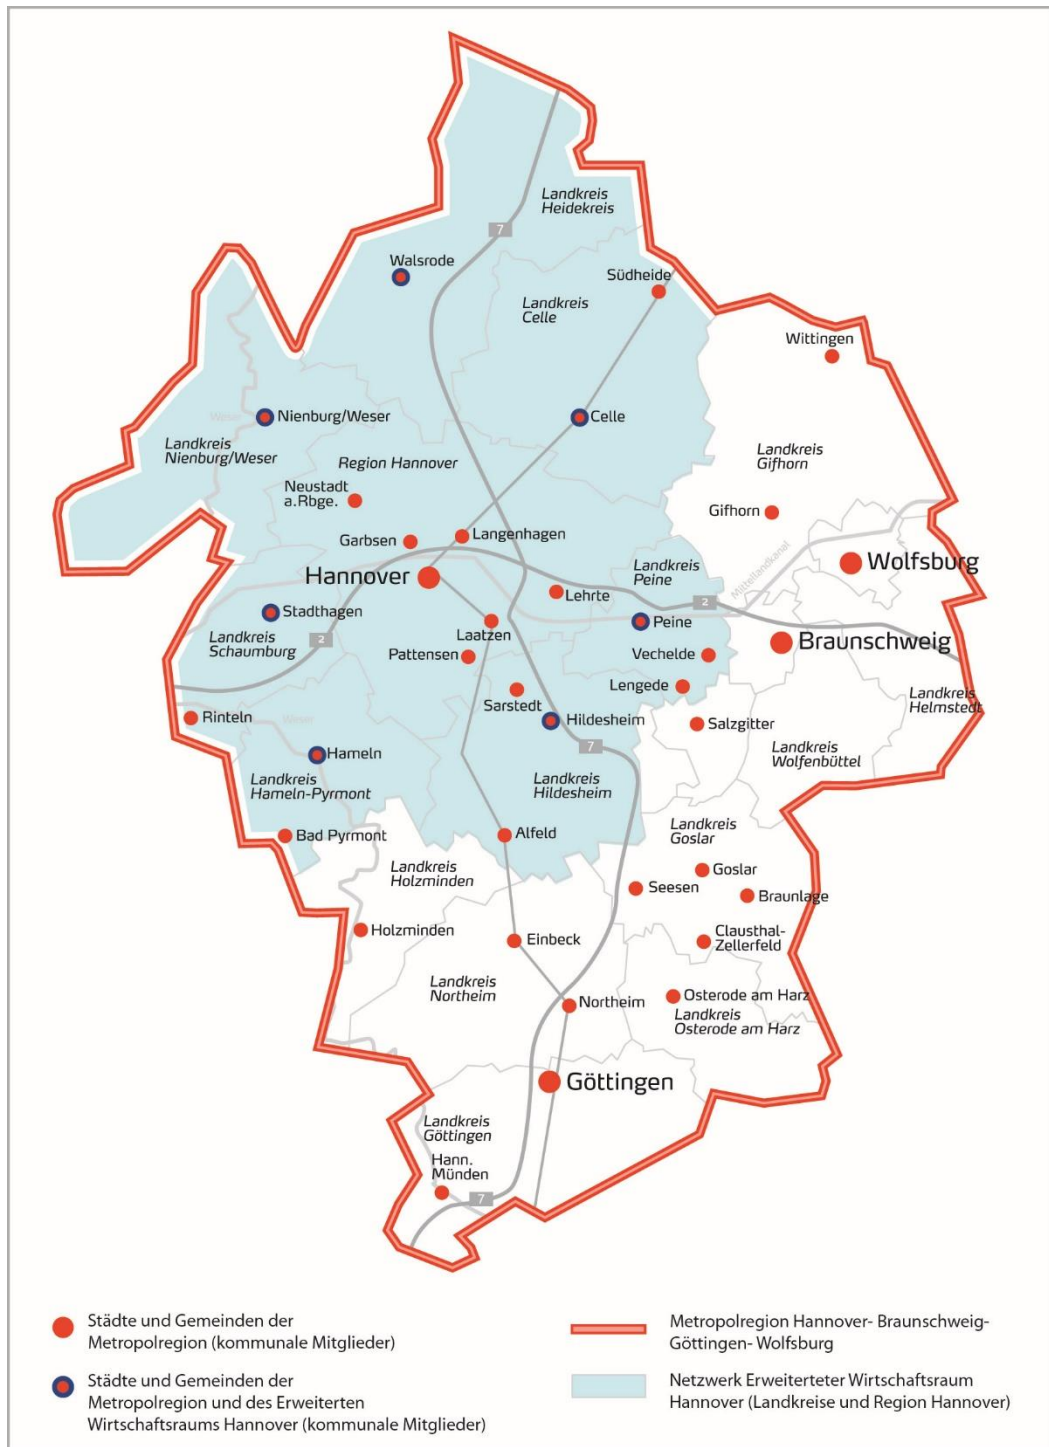 Landkreis
Heidekreis
7
Walsrode
Südheide
Landkreis
Celle
Wittingen
Weser
Nienburg/Weser
Celle
Landkreis
Nienburg/Weser
Region Hannover
Landkreis
Gifhorn
Neustadt
a.Rbge.
Gifhorn
Garbsen
Langenhagen
Mittellandkanal
Wolfsburg
Hannover
Landkreis
Peine
Lehrte
2
Stadthagen
Laatzen
Peine
Braunschweig
2
Landkreis
Schaumburg
Pattensen
Vechelde
Lengede
Landkreis
Helmstedt
Sarstedt
Rinteln
Weser
Hildesheim
Salzgitter
7
Landkreis
Wolfenbüttel
Hameln
Landkreis
Hameln-Pyrmont
Landkreis
Hildesheim
Bad Pyrmont
Alfeld
Landkreis
Goslar
Landkreis
Holzminden
Goslar
Seesen
Braunlage
Holzminden
Einbeck
Clausthal-
Zellerfeld
Landkreis
Northeim
Northeim
Osterode am Harz
Landkreis
Osterode am Harz
Göttingen
Landkreis
Göttingen
Hann.
Münden
7
Städte und Gemeinden der
Metropolregion (kommunale Mitglieder)
Städte und Gemeinden der
Metropolregion und des Erweiterten
Wirtschaftsraums Hannover (kommunale Mitglieder)
Metropolregion Hannover- Braunschweig-
Göttingen- Wolfsburg
Netzwerk Erweiterteter Wirtschaftsraum
Hannover (Landkreise und Region Hannover)